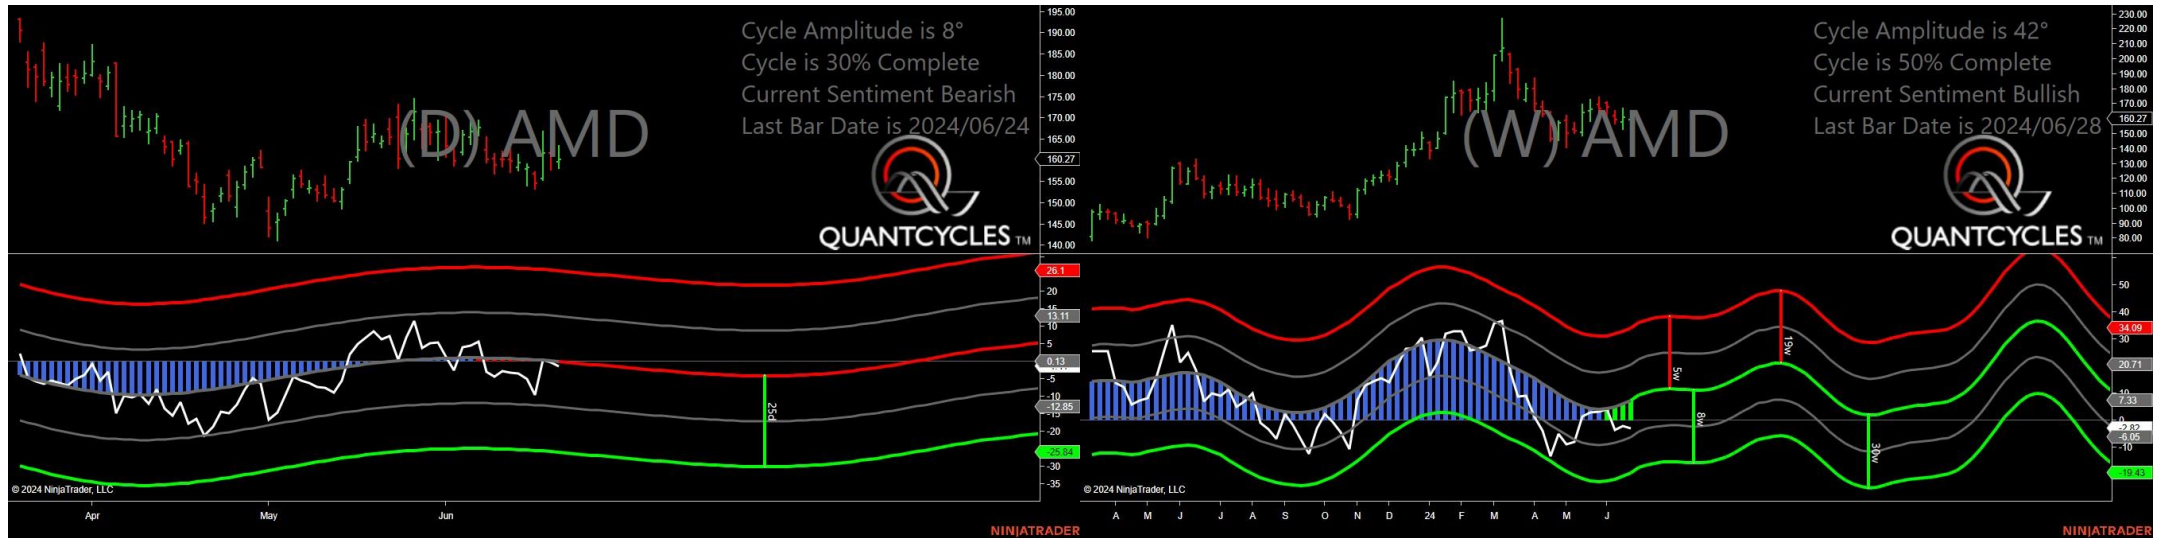 Cycle Amplitude is 8°
Cycle is 30% Complete
Current Sentiment Bearish
Last Bar Date is 2024/06/24
(D) AMD
QUANTCYCLES TM
195.00
190.00
185.00
180.00
175.00
170.00
165.00
160.27
155.00
150.00
145.00
140.00
26.1
20
15
13.11
10
5
0.13
-5
-10
-12.85
-15
-20
-25.84
-30
-35
25d
© 2024 NinjaTrader, LLC
Apr May Jun
NINJATRADER
Cycle Amplitude is 42°
Cycle is 50% Complete
Current Sentiment Bullish
Last Bar Date is 2024/06/28
(W) AMD
QUANTCYCLES TM
230.00
220.00
210.00
200.00
190.00
180.00
170.00
160.27
150.00
140.00
130.00
120.00
110.00
100.00
90.00
80.00
50
40
34.09
30
20.71
10
7.33
0
-2.82
-6.05
-10
-19.43
5w
8w
19w
30w
© 2024 NinjaTrader, LLC
A M J J A S O N D 24 F M A M J
NINJATRADER